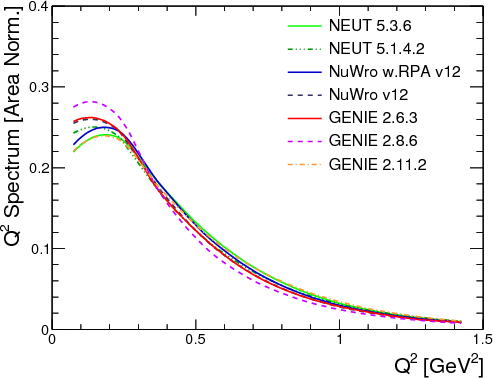 Q² Spectrum [Area Norm.]
0.4
0.3
0.2
0.1
0
NEUT 5.3.6
NEUT 5.1.4.2
NuWro w.RPA v12
NuWro v12
GENIE 2.6.3
GENIE 2.8.6
GENIE 2.11.2
0 0.5 1 1.5
Q² [GeV²]